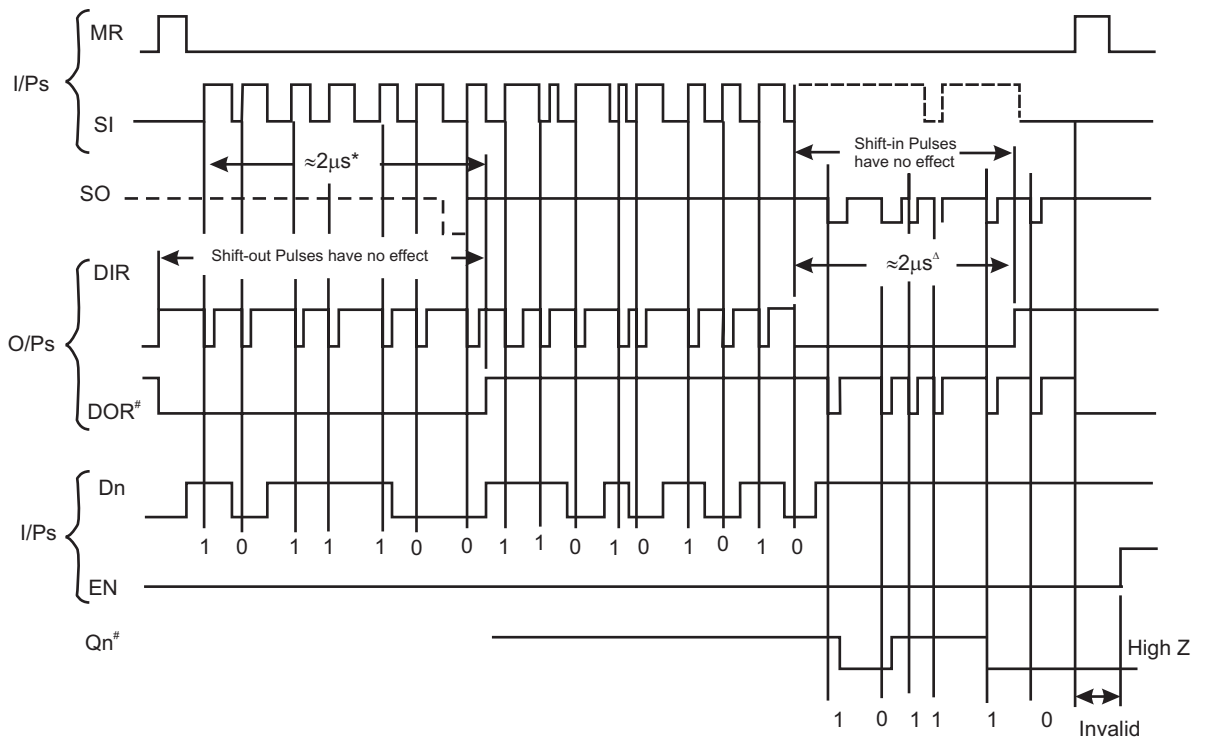 MR
I/Ps
SI
Shift-in Pulses
have no effect
≈2μs*
SO
Shift-out Pulses have no effect
≈2μsΔ
DIR
O/Ps
DOR#
Dn
I/Ps
1 0 1 1 1 0 0 1 1 0 1 0 1 0 1 0
EN
Qn#
High Z
1 0 1 1 1 0
Invalid